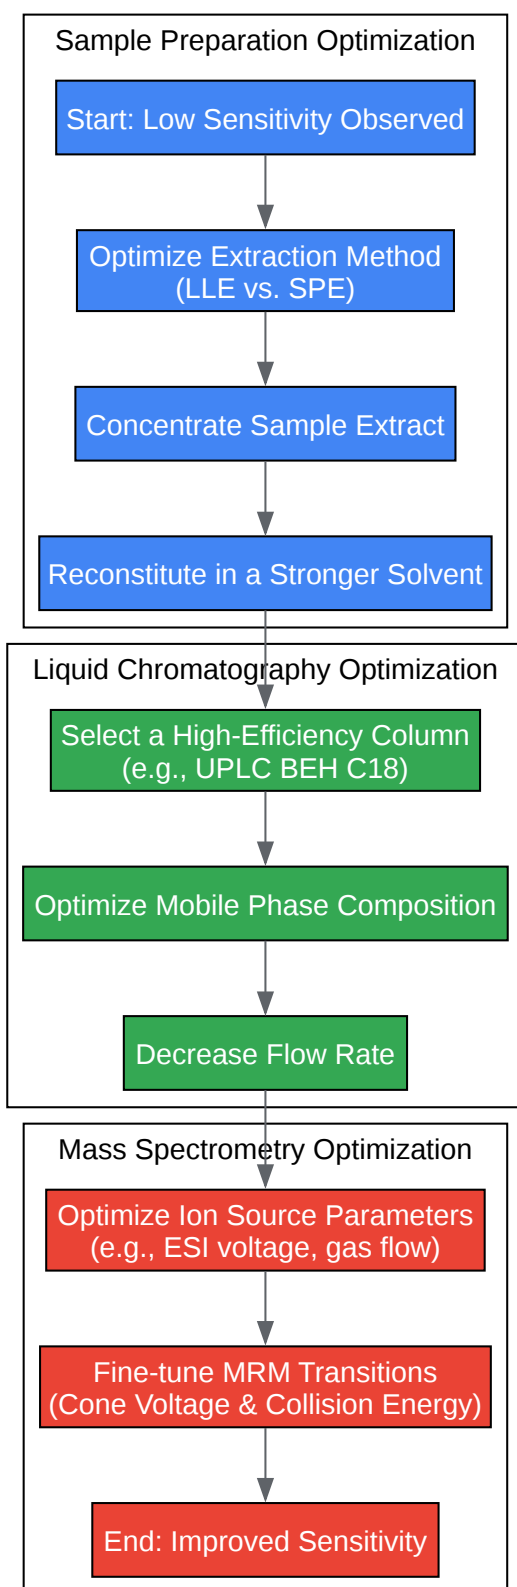 Sample Preparation Optimization
Start: Low Sensitivity Observed
Optimize Extraction Method
(LLE vs. SPE)
Concentrate Sample Extract
Reconstitute in a Stronger Solvent
Liquid Chromatography Optimization
Select a High-Efficiency Column
(e.g., UPLC BEH C18)
Optimize Mobile Phase Composition
Decrease Flow Rate
Mass Spectrometry Optimization
Optimize Ion Source Parameters
(e.g., ESI voltage, gas flow)
Fine-tune MRM Transitions
(Cone Voltage & Collision Energy)
End: Improved Sensitivity